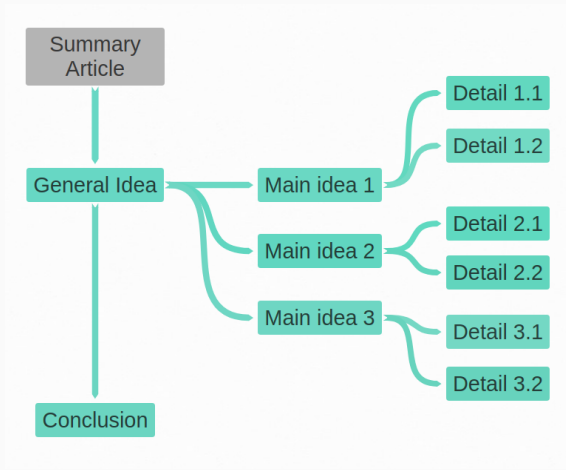 Summary
Article
General Idea
Main idea 1
Detail 1.1
Detail 1.2
Main idea 2
Detail 2.1
Detail 2.2
Main idea 3
Detail 3.1
Detail 3.2
Conclusion